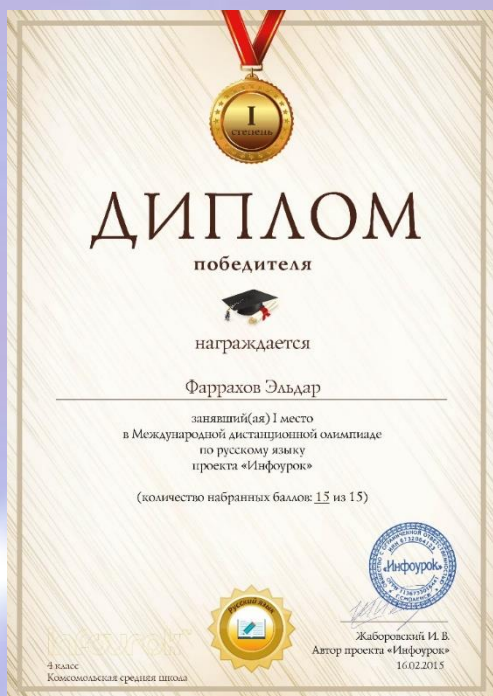 I
степень
ДИПЛОМ
победителя
награждается
Фаррахов Эльдар
занявший(ая) I место
в Международной дистанционной олимпиаде
по русскому языку
проекта «Инфоурок»
(количество набранных баллов: 15 из 15)
«Инфоурок»
Русский язык
Жаборовский И. В.
Автор проекта «Инфоурок»
16.02.2015
4 класс
Комсомольская средняя школа